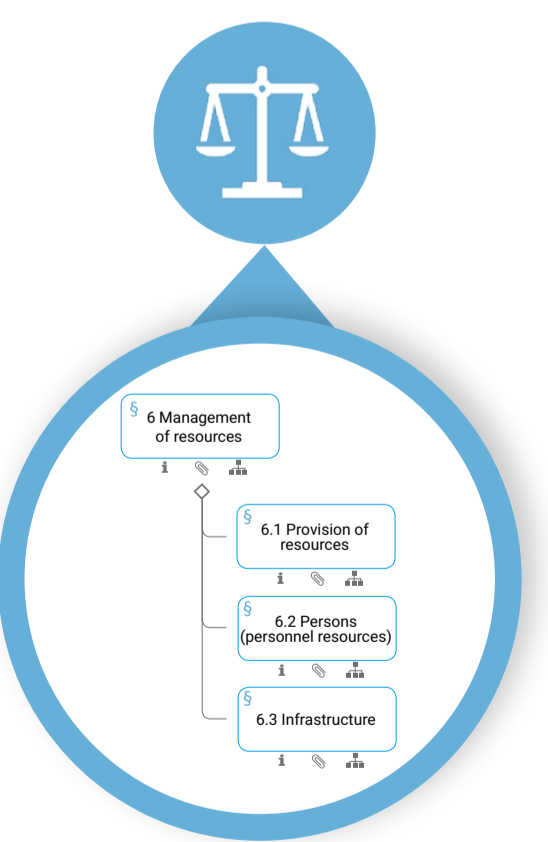 §
6 Management
of resources
§
6.1 Provision of
resources
§
6.2 Persons
(personnel resources)
§
6.3 Infrastructure